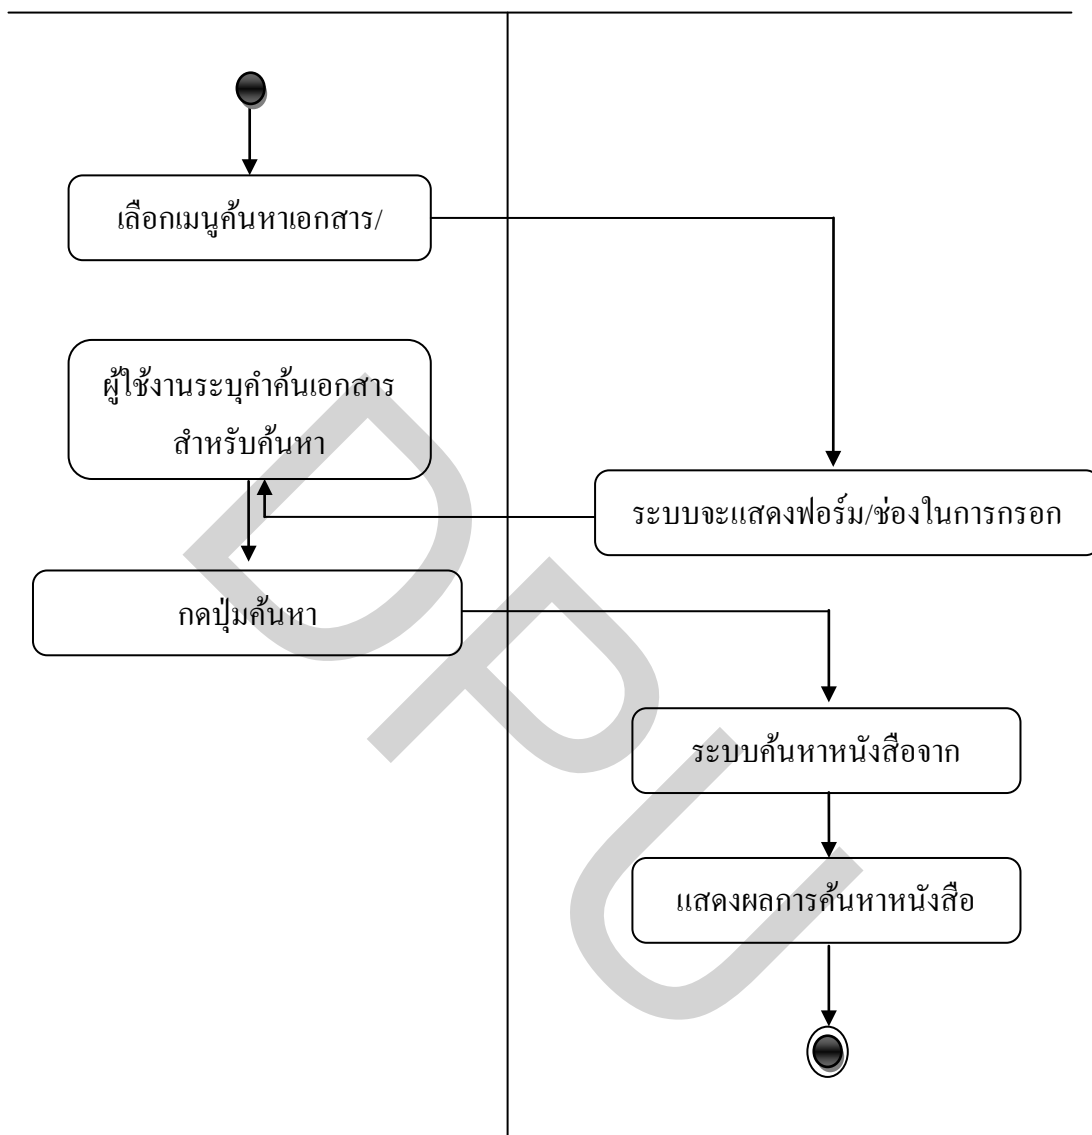 เลือกเมนูค้นหาเอกสาร/
ผู้ใช้งานระบุคำค้นเอกสาร
สำหรับค้นหา
ระบบจะแสดงฟอร์ม/ช่องในการกรอก
กดปุ่มค้นหา
ระบบค้นหาหนังสือจาก
แสดงผลการค้นหาหนังสือ
DPU